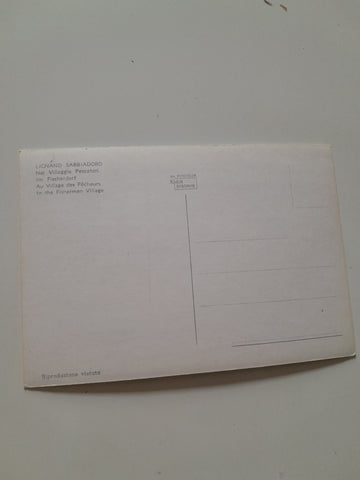 LIGNANO SABBIADORO
Nel Villaggio Pescatori
Im Fischerdorf
Au Village des Pêcheurs
In the Fishermen Village
Riproduzione vietata